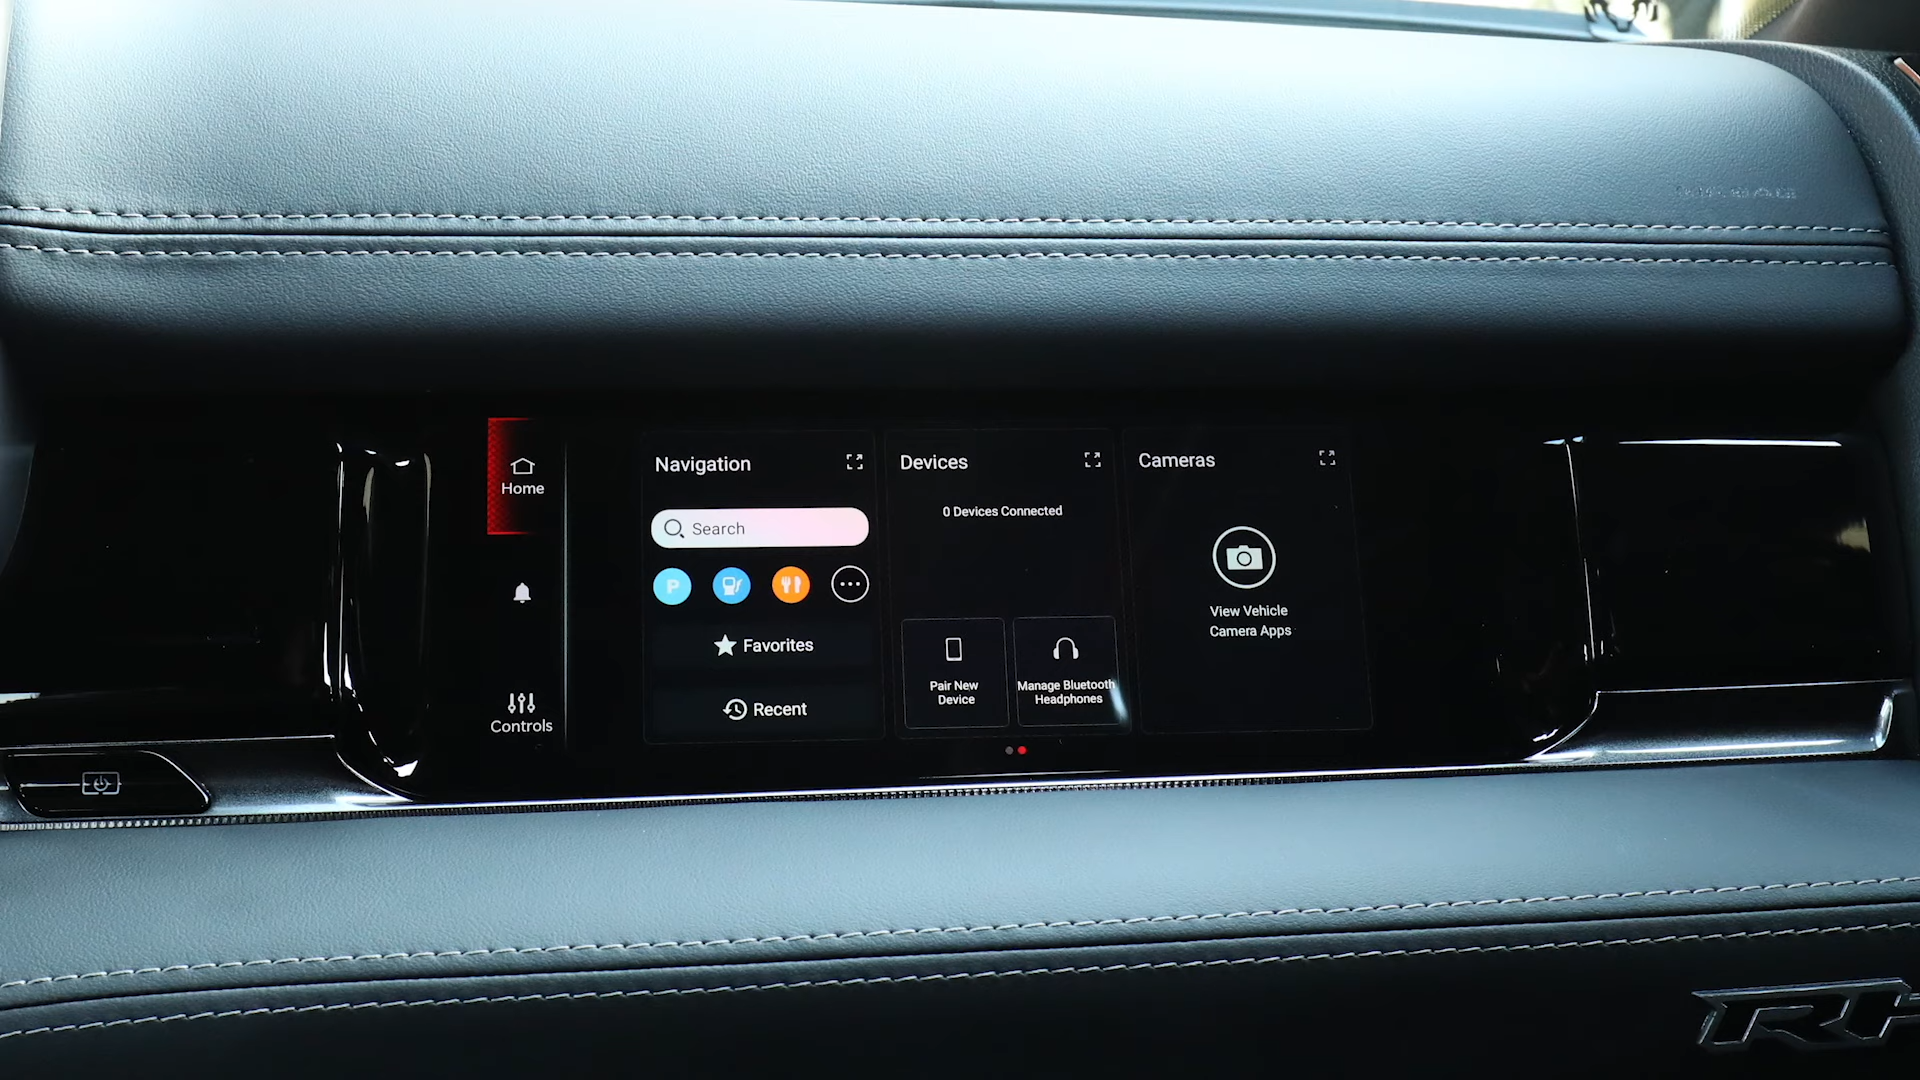 Home
Controls
Navigation
Search
P
Favorites
Recent
Devices
0 Devices Connected
Pair New
Device
Manage Bluetooth
Headphones
Cameras
View Vehicle
Camera Apps